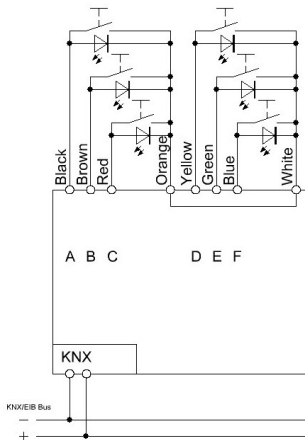 Black Brown Red Orange Yellow Green Blue White
A B C D E F
KNX
KNX/EIB Bus
−
+